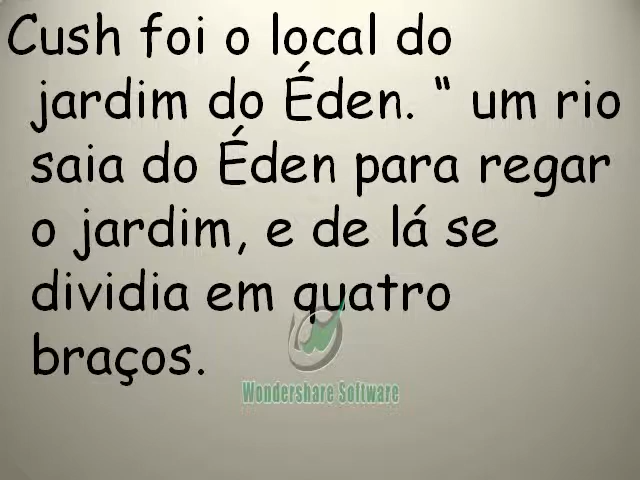 Cush foi o local do
jardim do Éden. “ um rio
saia do Éden para regar
o jardim, e de lá se
dividia em quatro
braços.
Wondershare Software